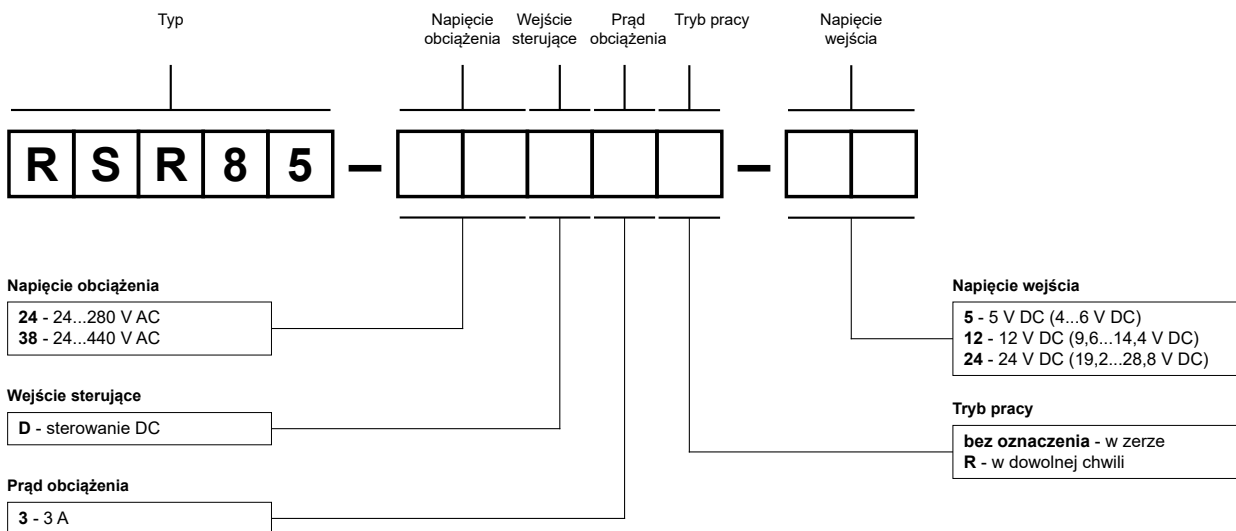 Typ
Napięcie
obciążenia
Wejście
sterujące
Prąd
obciążenia
Tryb pracy
Napięcie
wejścia
R S R 8 5 – –
Napięcie obciążenia
24 - 24...280 V AC
38 - 24...440 V AC
Wejście sterujące
D - sterowanie DC
Prąd obciążenia
3 - 3 A
Napięcie wejścia
5 - 5 V DC (4...6 V DC)
12 - 12 V DC (9,6...14,4 V DC)
24 - 24 V DC (19,2...28,8 V DC)
Tryb pracy
bez oznaczenia - w zerze
R - w dowolnej chwili